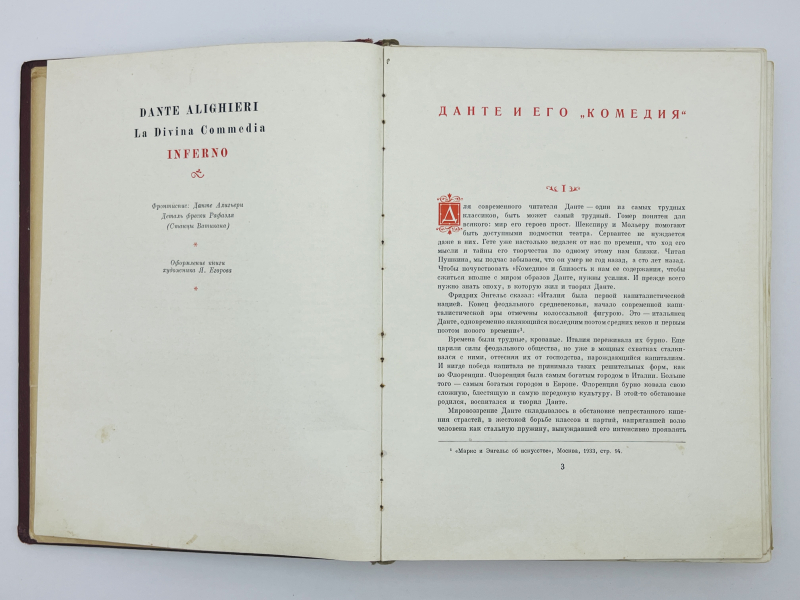 DANTE ALIGHIERI
La Divina Commedia
INFERNO
Фронтиспис: Данте Алигьери
Деталь фрески Рафаэля
(Станцы Ватикана)
Оформление книги
художника Л. Егорова
ДАНТЕ И ЕГО „КОМЕДИЯ“
I
Для современного читателя Данте — один из самых трудных
классиков, быть может самый трудный. Гомер понятен для
всякого: мир его героев прост. Шекспиру и Мольеру помогают
быть доступными подмостки театра. Сервантес не нуждается
даже в них. Гете уже настолько недалек от нас по времени, что ход его
мысли и тайны его творчества по одному этому нам близки. Читая
Пушкина, мы подчас забываем, что он умер не год назад, а сто лет назад.
Чтобы почувствовать «Комедию» и близость к нам ее содержания, чтобы
сжиться вполне с миром образов Данте, нужны усилия. И прежде всего
нужно знать эпоху, в которую жил и творил Данте.
Фридрих Энгельс сказал: «Италия была первой капиталистической
нацией. Конец феодального средневековья, начало современной капи-
талистической эры отмечены колоссальной фигурою. Это — итальянец
Данте, одновременно являющийся последним поэтом средних веков и первым
поэтом нового времени»¹.
Времена были трудные, кровавые. Италия переживала их бурно. Еще
царили силы феодального общества, но уже в мощных схватках сталки-
вался с ними, оттесняя их от господства, нарождающийся капитализм.
И нигде победа капитала не принимала таких решительных форм, как
во Флоренции. Флоренция была самым богатым городом в Италии. Больше
того — самым богатым городом в Европе. Флоренция бурно ковала свою
сложную, блестящую и самую передовую культуру. В этой-то обстановке
родился, воспитался и творил Данте.
Мировоззрение Данте складывалось в обстановке непрестанного кипе-
ния страстей, в жестокой борьбе классов и партий, напрягавшей волю
человека как стальную пружину, вынуждавшей его интенсивно проявлять
¹ «Маркс и Энгельс об искусстве», Москва, 1933, стр. 94.
3